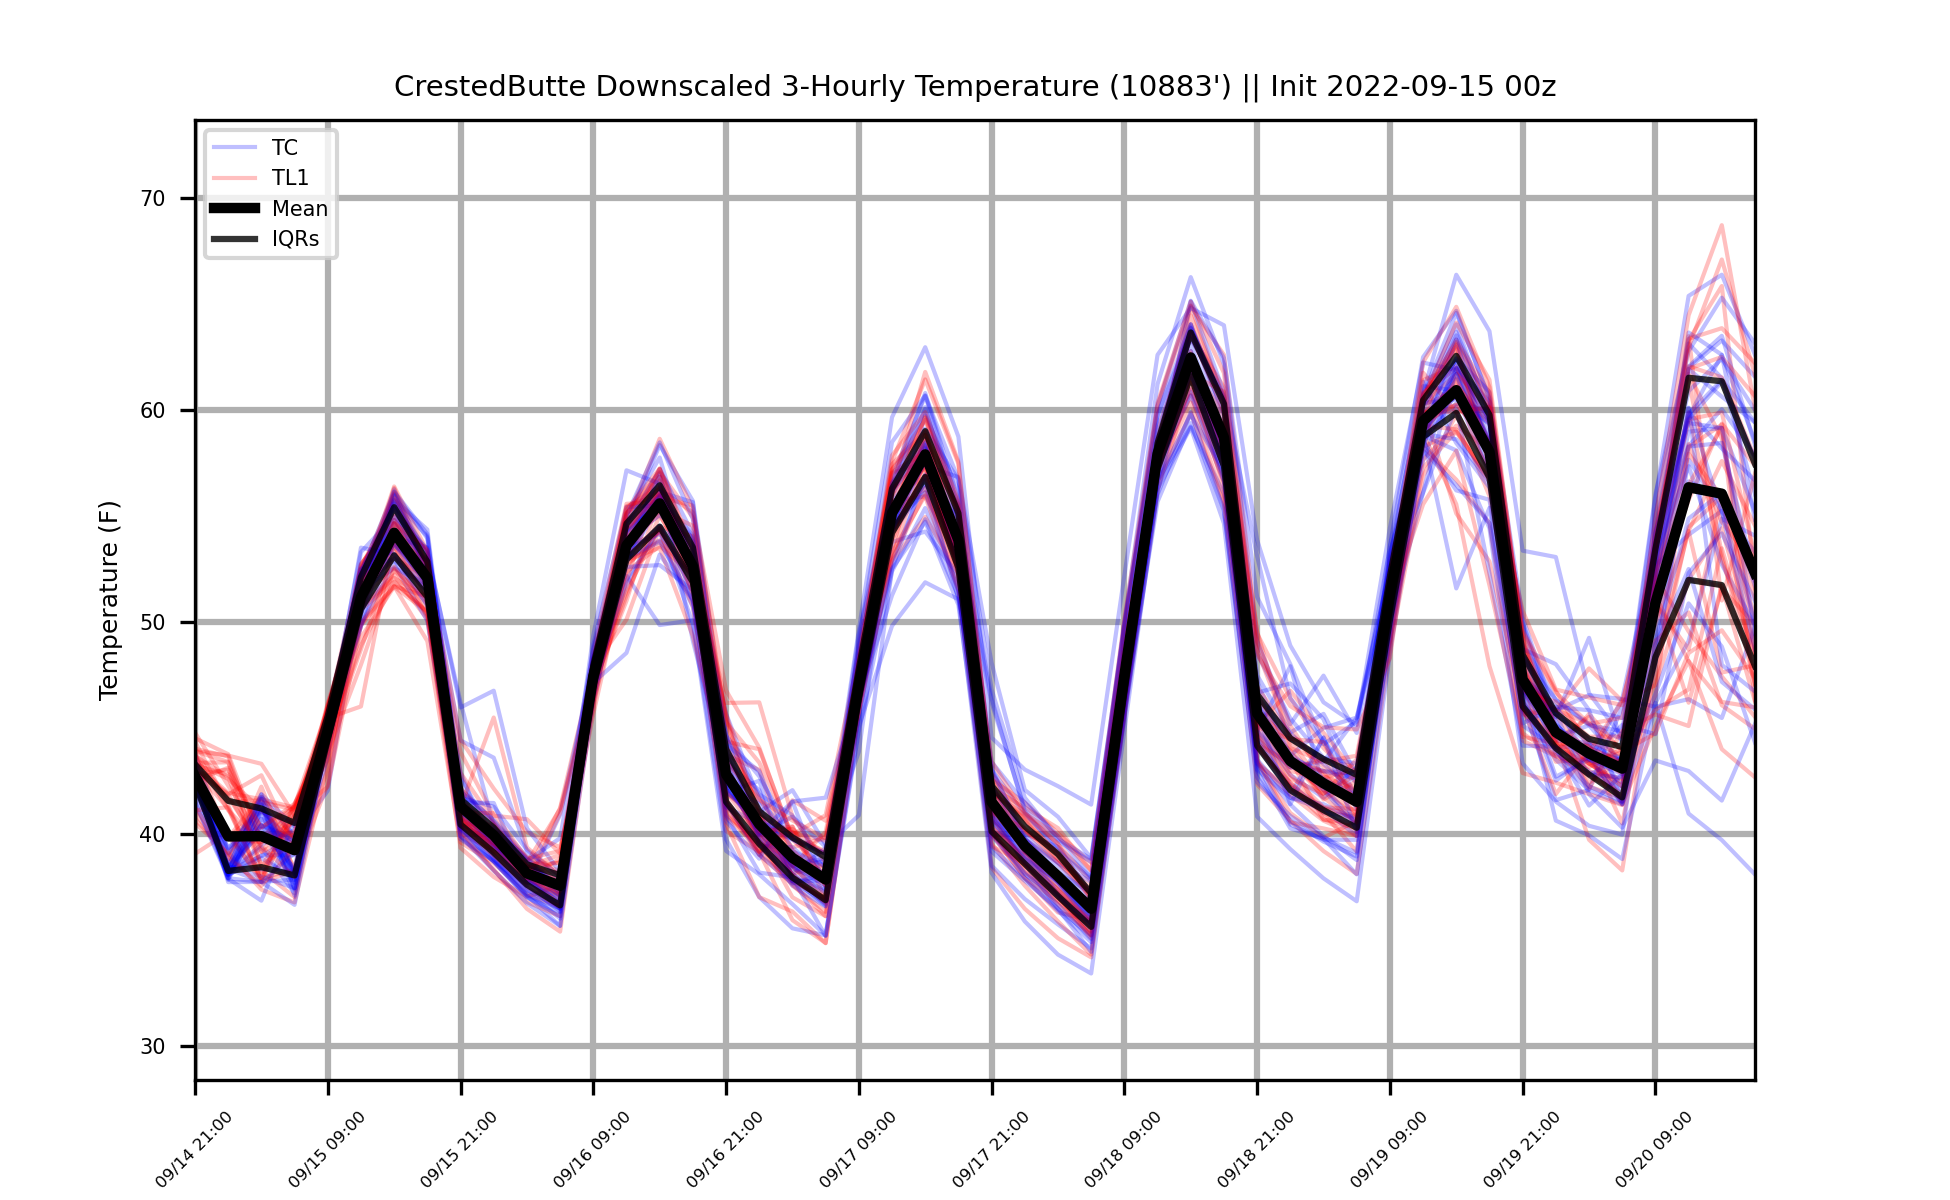 CrestedButte Downscaled 3-Hourly Temperature (10883') || Init 2022-09-15 00z
TC
TL1
Mean
IQRs
Temperature (F)
70
60
50
40
30
09/14 21:00
09/15 09:00
09/15 21:00
09/16 09:00
09/16 21:00
09/17 09:00
09/17 21:00
09/18 09:00
09/18 21:00
09/19 09:00
09/19 21:00
09/20 09:00